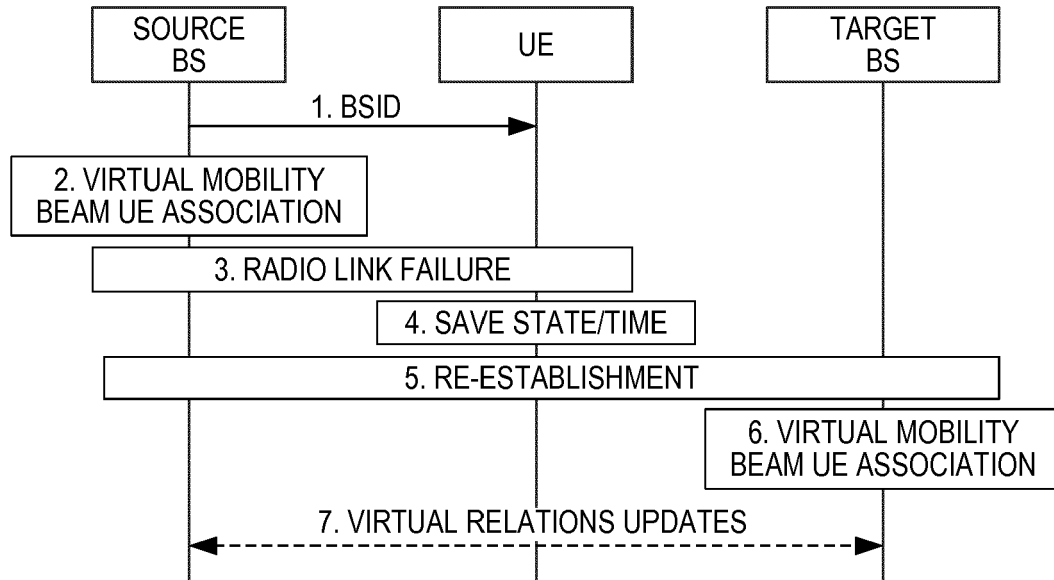 SOURCE
BS
UE
TARGET
BS
1. BSID
2. VIRTUAL MOBILITY
BEAM UE ASSOCIATION
3. RADIO LINK FAILURE
4. SAVE STATE/TIME
5. RE-ESTABLISHMENT
6. VIRTUAL MOBILITY
BEAM UE ASSOCIATION
7. VIRTUAL RELATIONS UPDATES